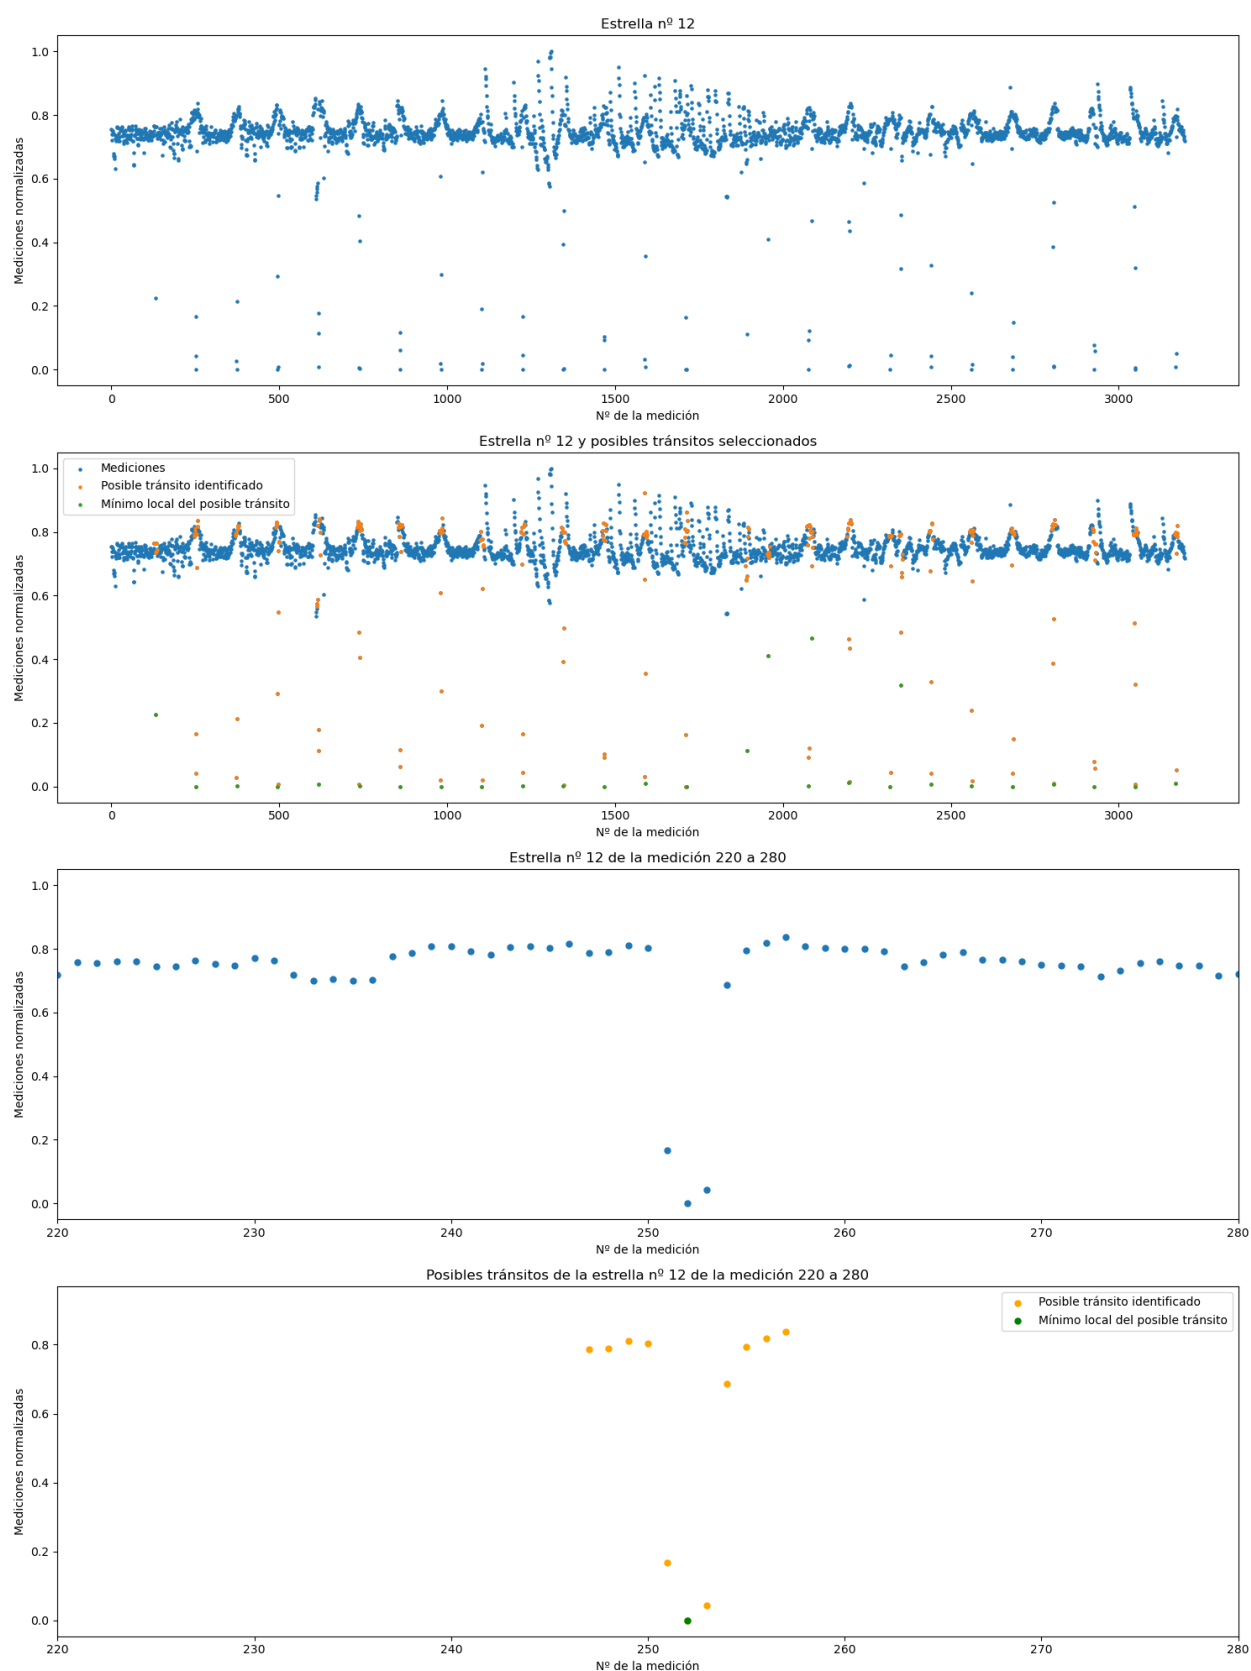 Estrella nº 12
1.0
0.8
0.6
0.4
0.2
0.0
Mediciones normalizadas
0 500 1000 1500 2000 2500 3000
Nº de la medición
Estrella nº 12 y posibles tránsitos seleccionados
Mediciones
Posible tránsito identificado
Mínimo local del posible tránsito
1.0
0.8
0.6
0.4
0.2
0.0
Mediciones normalizadas
0 500 1000 1500 2000 2500 3000
Nº de la medición
Estrella nº 12 de la medición 220 a 280
1.0
0.8
0.6
0.4
0.2
0.0
Mediciones normalizadas
220 230 240 250 260 270 280
Nº de la medición
Posibles tránsitos de la estrella nº 12 de la medición 220 a 280
Posible tránsito identificado
Mínimo local del posible tránsito
0.8
0.6
0.4
0.2
0.0
Mediciones normalizadas
220 230 240 250 260 270 280
Nº de la medición